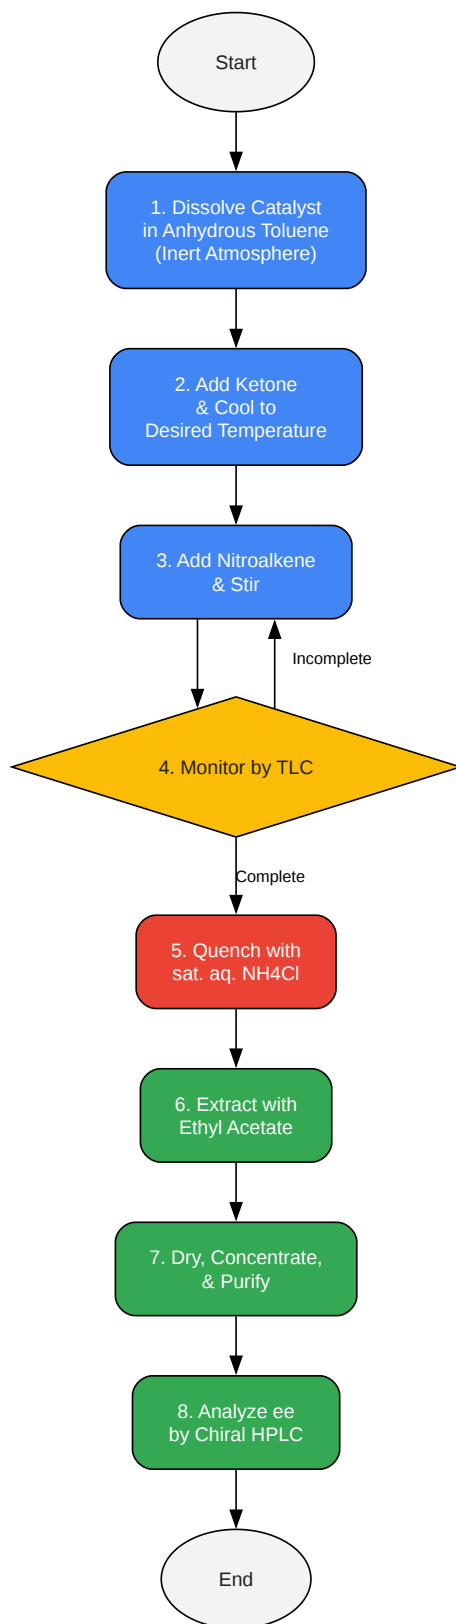 Start
1. Dissolve Catalyst
in Anhydrous Toluene
(Inert Atmosphere)
2. Add Ketone
& Cool to
Desired Temperature
3. Add Nitroalkene
& Stir
Incomplete
4. Monitor by TLC
Complete
5. Quench with
sat. aq. NH4Cl
6. Extract with
Ethyl Acetate
7. Dry, Concentrate,
& Purify
8. Analyze ee
by Chiral HPLC
End